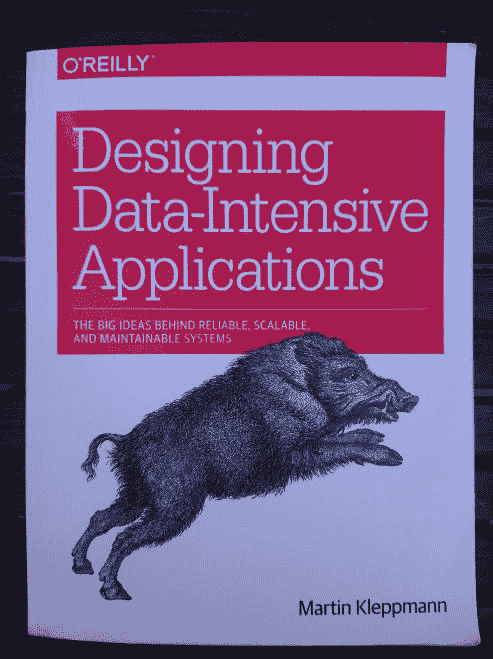 O'REILLY
Designing
Data-Intensive
Applications
THE BIG IDEAS BEHIND RELIABLE, SCALABLE,
AND MAINTAINABLE SYSTEMS
Martin Kleppmann